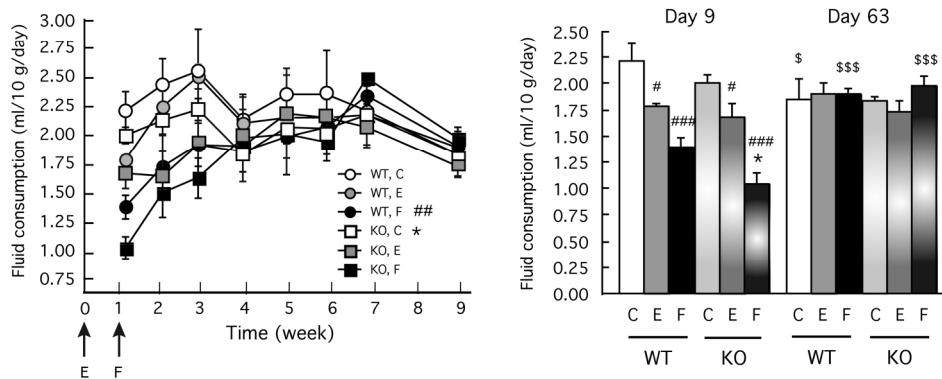 Fluid consumption (ml/10 g/day)
3.00
2.50
2.25
2.00
1.75
1.50
1.25
1.00
0.75
WT, C
WT, E
WT, F ##
KO, C *
KO, E
KO, F
0 1 2 3 4 5 6 7 9
Time (week)
E F
Day 9 Day 63
Fluid consumption (ml/10 g/day)
2.50
2.25
2.00
1.75
1.50
1.25
1.00
0.75
0.50
0.25
0.00
# ### # ### * $ $$$ $$$
C E F C E F C E F C E F
WT KO WT KO